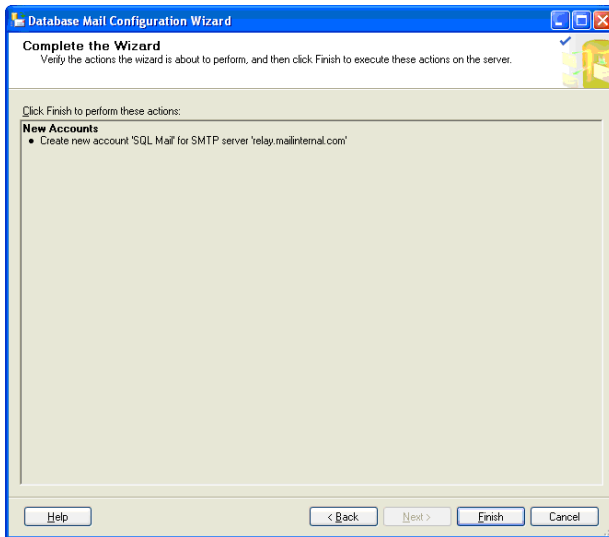 Database Mail Configuration Wizard
Complete the Wizard
Verify the actions the wizard is about to perform, and then click Finish to execute these actions on the server.
Click Finish to perform these actions:
New Accounts
• Create new account 'SQL Mail' for SMTP server 'relay.mailinternal.com'
Help < Back Next > Finish Cancel